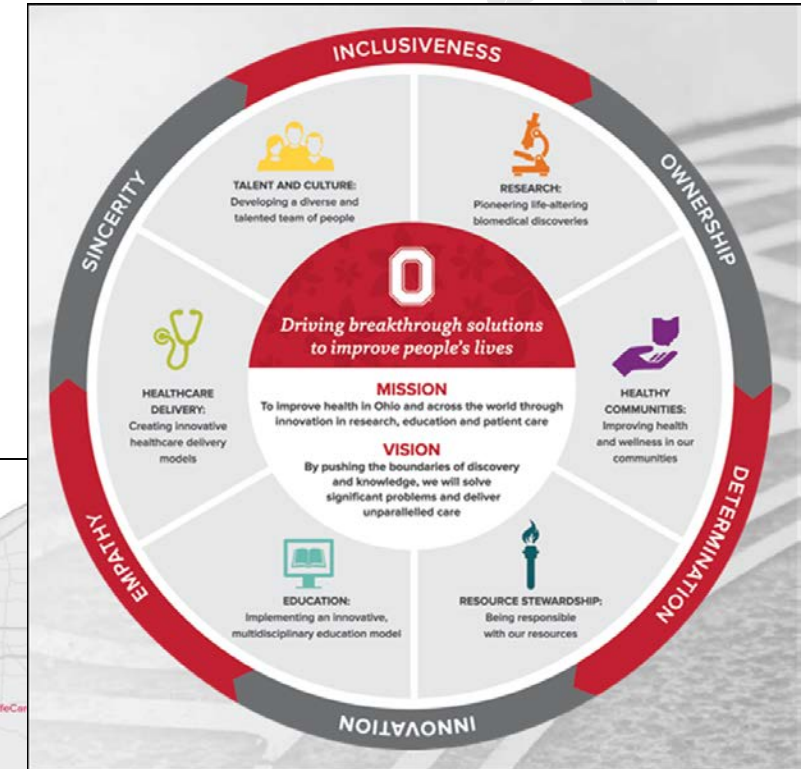 INCLUSIVENESS
OWNERSHIP
DETERMINATION
INNOVATION
EMPATHY
SINCERITY
TALENT AND CULTURE:
Developing a diverse and
talented team of people
RESEARCH:
Pioneering life-altering
biomedical discoveries
O
Driving breakthrough solutions
to improve people's lives
MISSION
To improve health in Ohio and across the world through
innovation in research, education and patient care
VISION
By pushing the boundaries of discovery
and knowledge, we will solve
significant problems and deliver
unparallelled care
HEALTHCARE
DELIVERY:
Creating innovative
healthcare delivery
models
HEALTHY
COMMUNITIES:
Improving health
and wellness in our
communities
EDUCATION:
Implementing an innovative,
multidisciplinary education model
RESOURCE STEWARDSHIP:
Being responsible
with our resources